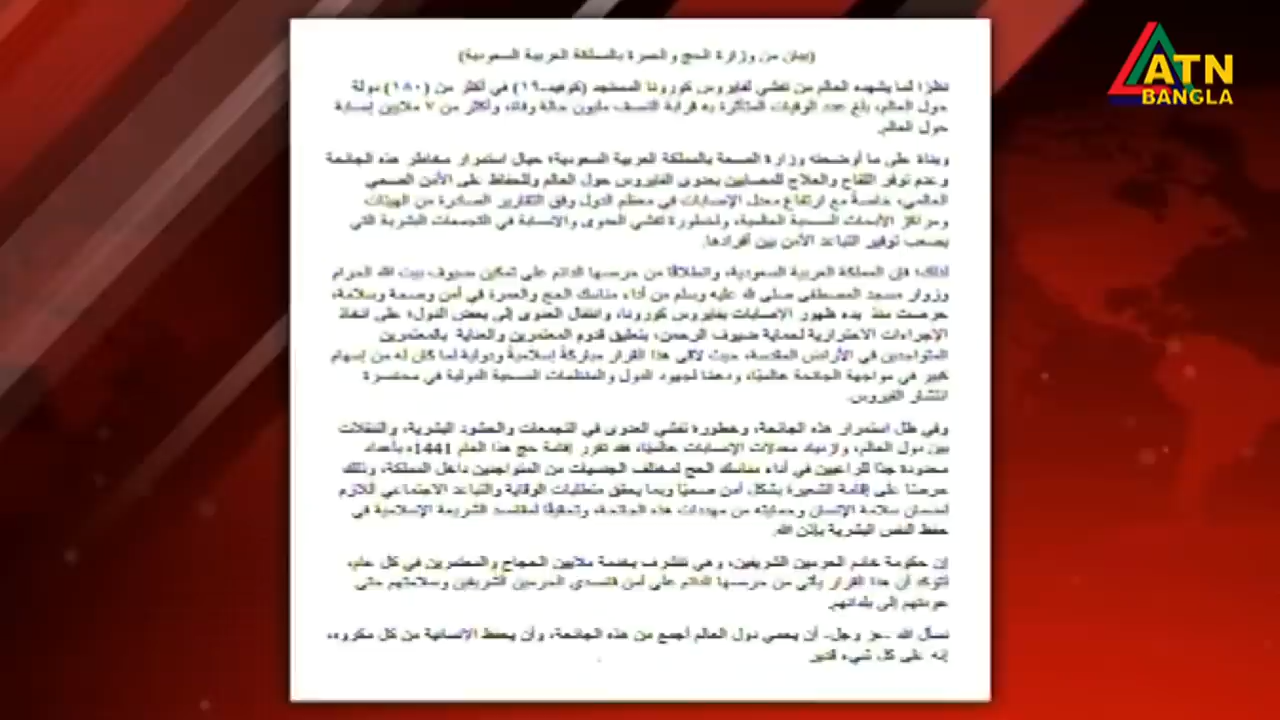 (بيان من وزارة الحج والعمرة بالمملكة العربية السعودية)
نظرًا لما يشهده العالم من تفشي لفايروس كورونا المستجد (كوفيد-١٩) في أكثر من (١٨٠) دولة
حول العالم، بلغ عدد الوفيات المتأثرة به قرابة النصف مليون حالة وفاة، وأكثر من ٧ ملايين إصابة
حول العالم.
وبناءً على ما أوضحته وزارة الصحة بالمملكة العربية السعودية؛ حيال استمرار مخاطر هذه الجائحة
وعدم توفر اللقاح والعلاج للمصابين بعدوى الفايروس حول العالم وللحفاظ على الأمن الصحي
العالمي، خاصةً مع ارتفاع معدل الإصابات في معظم الدول وفق التقارير الصادرة من الهيئات
ومراكز الأبحاث الصحية العالمية، ولخطورة تفشي العدوى والإصابة في التجمعات البشرية التي
يصعب توفير التباعد الآمن بين أفرادها.
لذلك؛ فإن المملكة العربية السعودية، وانطلاقًا من حرصها الدائم على تمكين ضيوف بيت الله الحرام
وزوار مسجد المصطفى صلى الله عليه وسلم من أداء مناسك الحج والعمرة في أمن وصحة وسلامة،
حرصت منذ بدء ظهور الإصابات بفايروس كورونا، وانتقال العدوى إلى بعض الدول؛ على اتخاذ
الإجراءات الاحترازية لحماية ضيوف الرحمن، بتعليق قدوم المعتمرين والعناية بالمعتمرين
المتواجدين في الأراضي المقدسة، حيث لاقى هذا القرار مباركةً إسلاميةً ودولية لما كان له من إسهام
كبير في مواجهة الجائحة عالميًا، ودعمًا لجهود الدول والمنظمات الصحية الدولية في محاصرة
انتشار الفيروس.
وفي ظل استمرار هذه الجائحة، وخطورة تفشي العدوى في التجمعات والحشود البشرية، والتنقلات
بين دول العالم، وازدياد معدلات الإصابات عالميًا، فقد تقرر إقامة حج هذا العام 1441هـ بأعداد
محدودة جدًا للراغبين في أداء مناسك الحج لمختلف الجنسيات من المتواجدين داخل المملكة، وذلك
حرصًا على إقامة الشعيرة بشكل آمن صحيًا وبما يحقق متطلبات الوقاية والتباعد الاجتماعي اللازم
لضمان سلامة الإنسان وحمايته من مهددات هذه الجائحة، وتحقيقًا لمقاصد الشريعة الإسلامية في
حفظ النفس البشرية بإذن الله.
إن حكومة خادم الحرمين الشريفين، وهي تتشرف بخدمة ملايين الحجاج والمعتمرين في كل عام،
لتؤكد أن هذا القرار يأتي من حرصها الدائم على أمن قاصدي الحرمين الشريفين وسلامتهم حتى
عودتهم إلى بلدانهم.
نسأل الله -عز وجل- أن يحمي دول العالم أجمع من هذه الجائحة، وأن يحفظ الإنسانية من كل مكروه،
إنه على كل شيء قدير
ATN
BANGLA